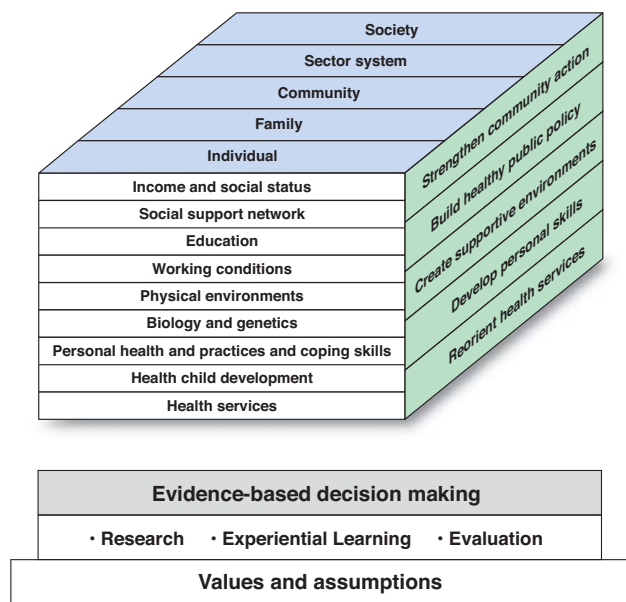 Society
Sector system
Community
Family
Individual
Income and social status
Social support network
Education
Working conditions
Physical environments
Biology and genetics
Personal health and practices and coping skills
Health child development
Health services
Strengthen community action
Build healthy public policy
Create supportive environments
Develop personal skills
Reorient health services
Evidence-based decision making
· Research · Experiential Learning · Evaluation
Values and assumptions